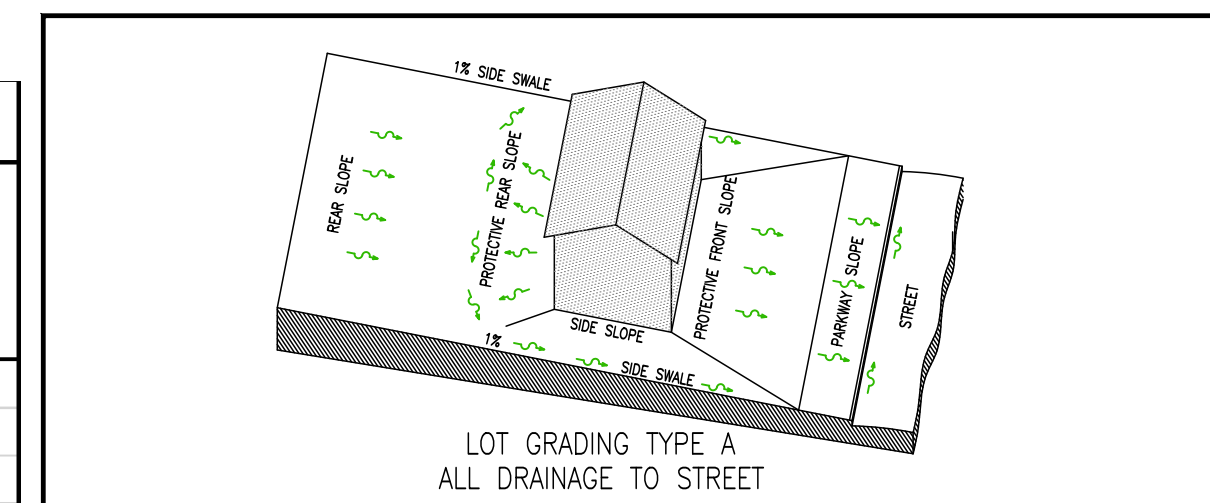 1% SIDE SWALE
REAR SLOPE
PROTECTIVE REAR SLOPE
PROTECTIVE FRONT SLOPE
PARKWAY SLOPE
STREET
SIDE SLOPE
1%
SIDE SWALE
LOT GRADING TYPE A
ALL DRAINAGE TO STREET